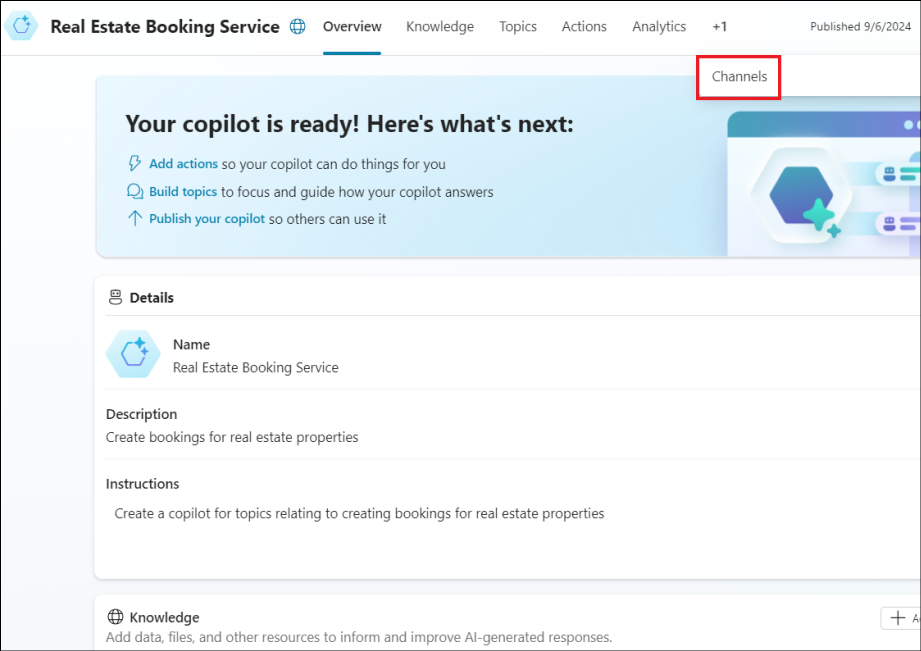 Real Estate Booking Service Overview Knowledge Topics Actions Analytics +1 Published 9/6/2024
Channels
Your copilot is ready! Here's what's next:
Add actions so your copilot can do things for you
Build topics to focus and guide how your copilot answers
Publish your copilot so others can use it
Details
Name
Real Estate Booking Service
Description
Create bookings for real estate properties
Instructions
Create a copilot for topics relating to creating bookings for real estate properties
Knowledge
Add data, files, and other resources to inform and improve AI-generated responses.